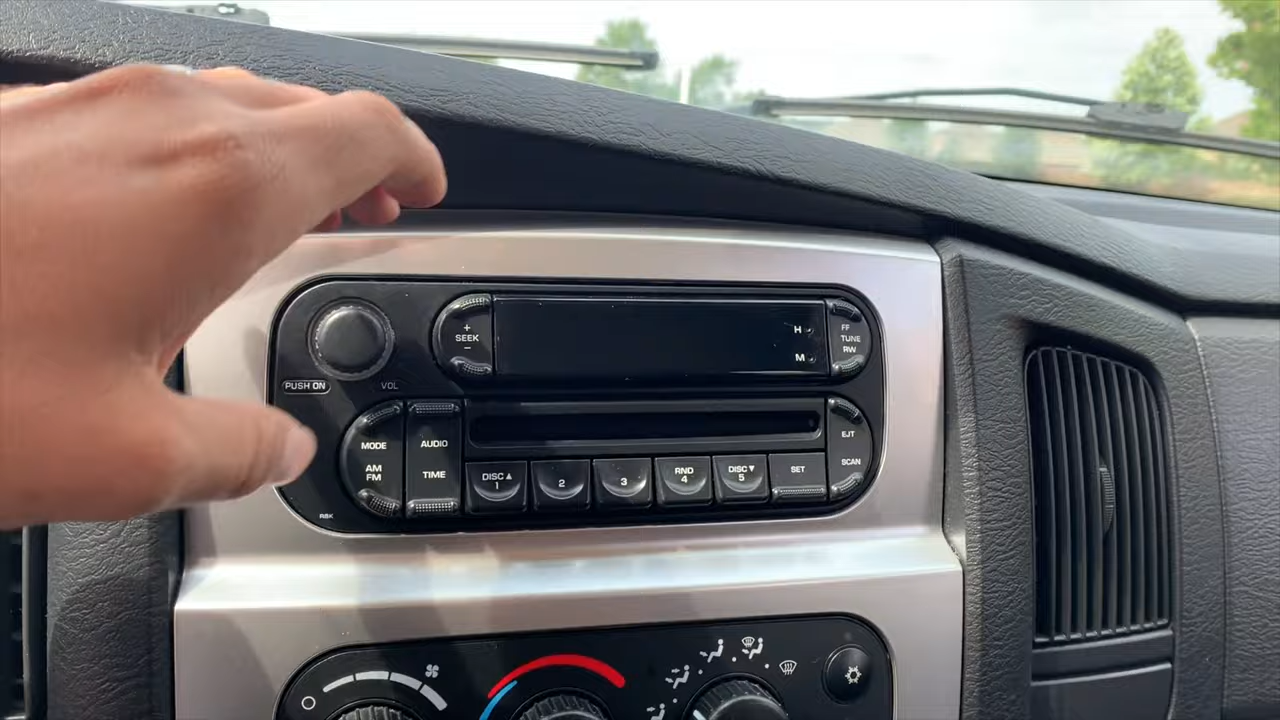 +
SEEK
−
H
M
FF
TUNE
RW
PUSH ON
VOL
MODE
AM
FM
AUDIO
TIME
DISC▲
1
2
3
RND
4
DISC▼
5
SET
EJT
SCAN
RBK